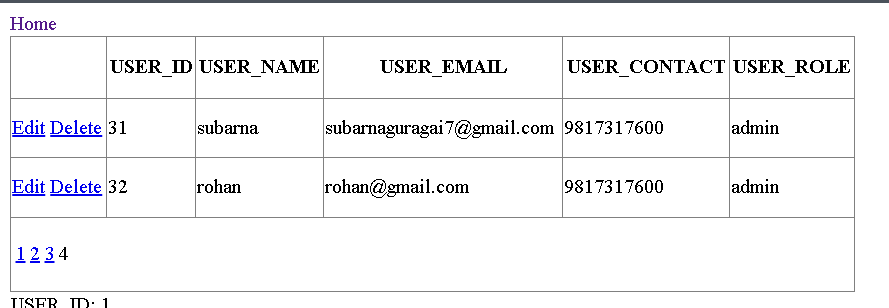 Home
USER_ID USER_NAME USER_EMAIL USER_CONTACT USER_ROLE
Edit Delete 31 subarna subarnaguragai7@gmail.com 9817317600 admin
Edit Delete 32 rohan rohan@gmail.com 9817317600 admin
1 2 3 4
USER_ID: 1